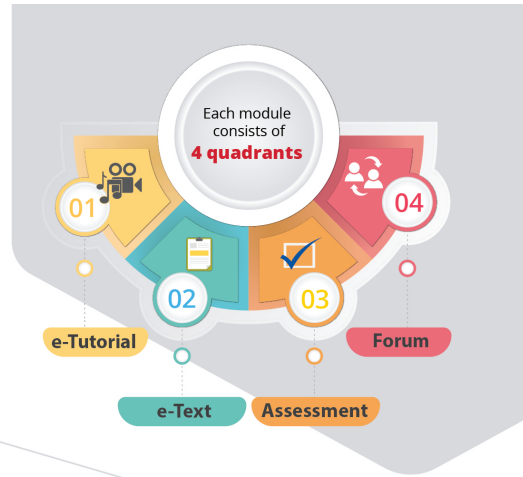 Each module
consists of
4 quadrants
01
02
03
04
e-Tutorial
e-Text
Assessment
Forum